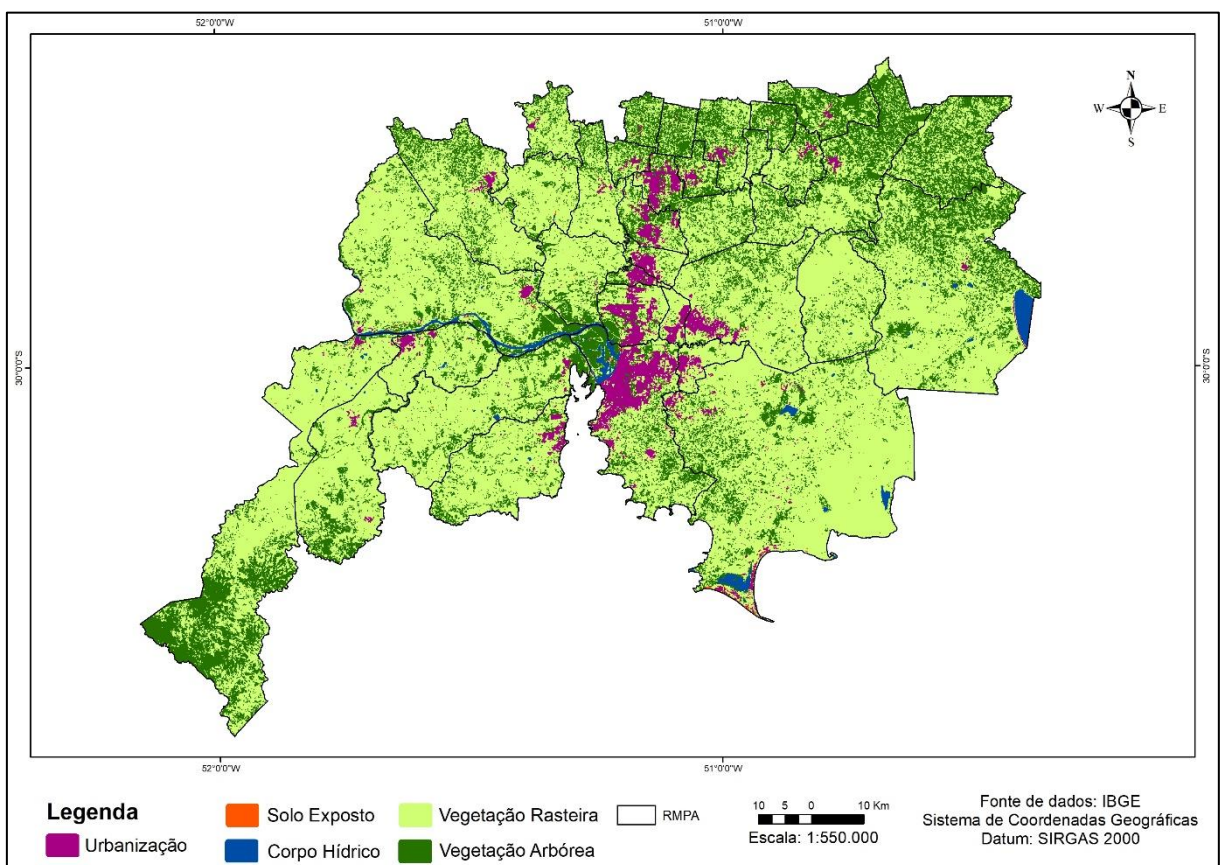 52°0'0"W
51°0'0"W
N
W
E
S
30°0'0"S
30°0'0"S
52°0'0"W
51°0'0"W
Legenda
Urbanização
Solo Exposto
Corpo Hídrico
Vegetação Rasteira
Vegetação Arbórea
RMPA
10 5 0 10 Km
Escala: 1:550.000
Fonte de dados: IBGE
Sistema de Coordenadas Geográficas
Datum: SIRGAS 2000